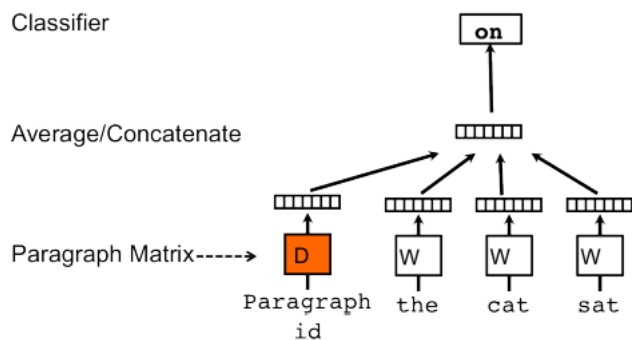 Classifier
on
Average/Concatenate
Paragraph Matrix
D
W
W
W
Paragraph
id
the
cat
sat